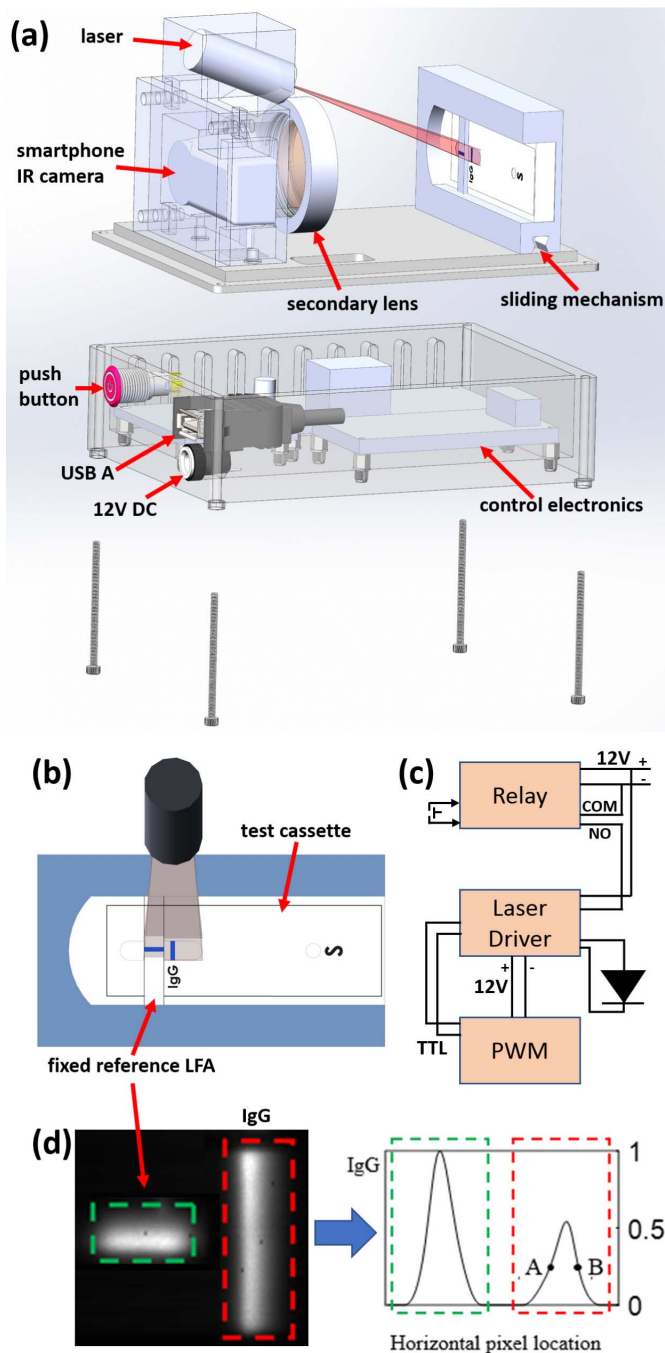 (a)
laser
smartphone
IR camera
IgG
S
secondary lens
sliding mechanism
push
button
USB A
12V DC
control electronics
(b)
test cassette
IgG
S
fixed reference LFA
(c)
12V
+
-
Relay
COM
NO
T
Laser
Driver
+
-
12V
TTL
PWM
(d)
IgG
IgG
1
0.5
A
B
0
Horizontal pixel location